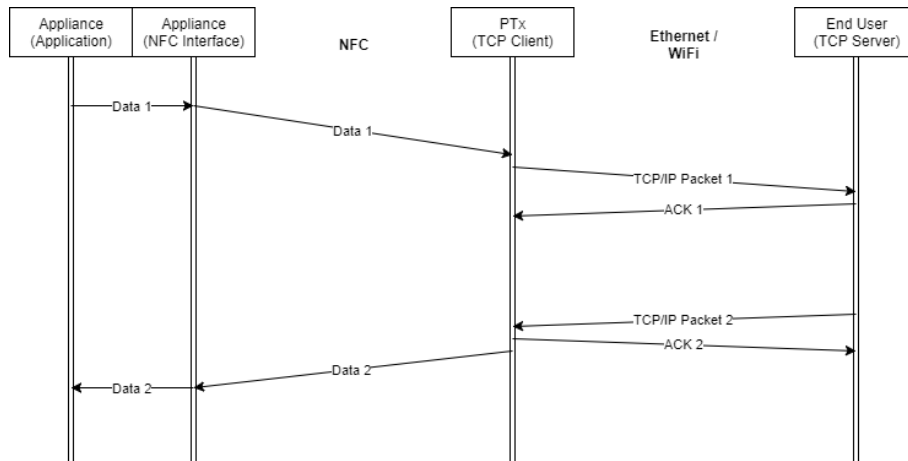 Appliance
(Application)
Appliance
(NFC Interface)
NFC
PTx
(TCP Client)
Ethernet /
WiFi
End User
(TCP Server)
Data 1
Data 1
TCP/IP Packet 1
ACK 1
TCP/IP Packet 2
ACK 2
Data 2
Data 2